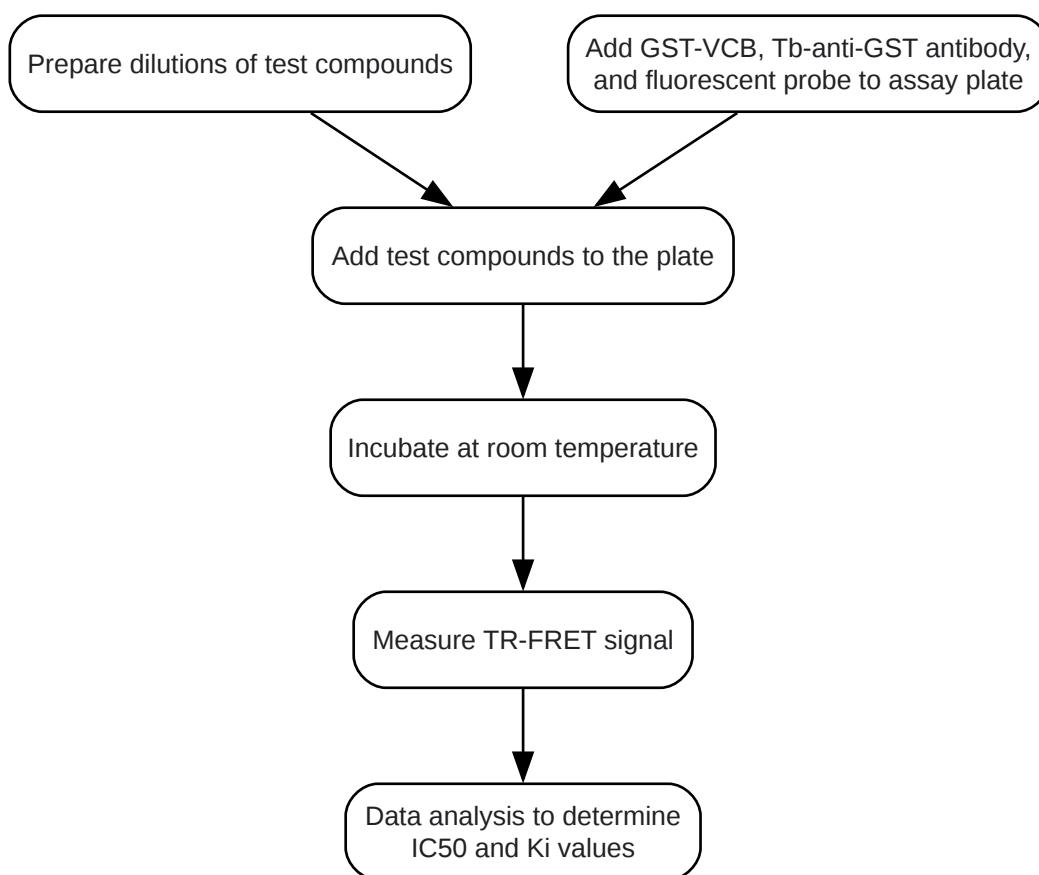 Prepare dilutions of test compounds
Add GST-VCB, Tb-anti-GST antibody,
and fluorescent probe to assay plate
Add test compounds to the plate
Incubate at room temperature
Measure TR-FRET signal
Data analysis to determine
IC50 and Ki values